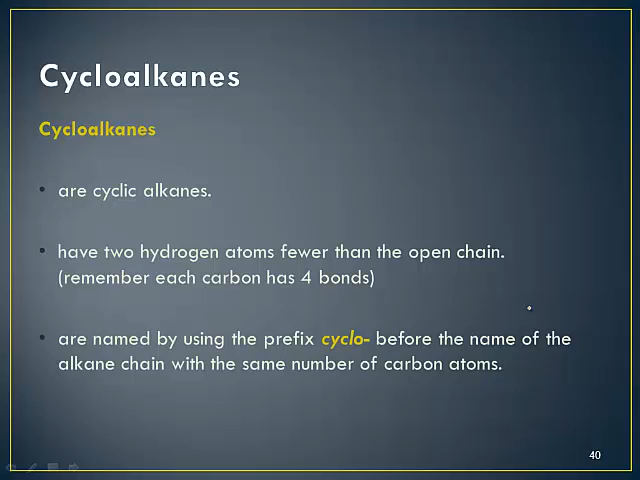 Cycloalkanes
Cycloalkanes
• are cyclic alkanes.
• have two hydrogen atoms fewer than the open chain.
(remember each carbon has 4 bonds)
• are named by using the prefix cyclo- before the name of the
alkane chain with the same number of carbon atoms.
40